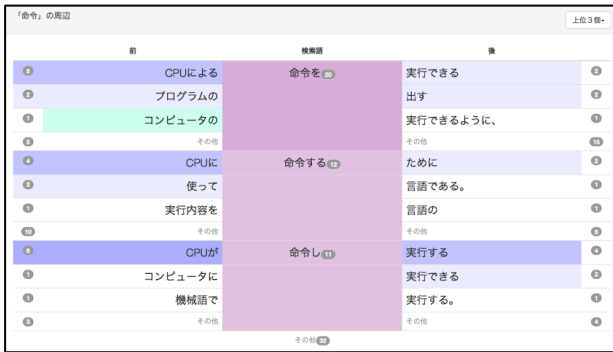 「命令」の周辺
上位3個
前 検索語 後
5 CPUによる 命令を 20 実行できる 2
2 プログラムの 出す 2
1 コンピュータの 実行できるように、 1
8 その他 その他 15
4 CPUに 命令する 12 ために 2
2 使って 言語である。 1
1 実行内容を 言語の 1
10 その他 その他 8
6 CPUが 命令し 11 実行する 4
1 コンピュータに 実行できる 2
1 機械語で 実行する。 1
3 その他 その他 4
その他 32